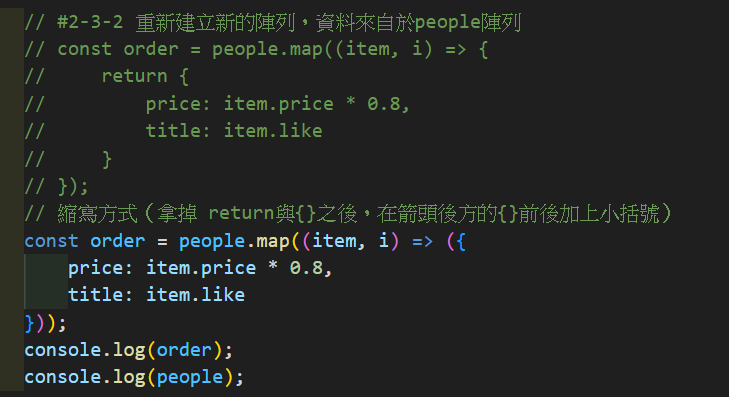 // #2-3-2 重新建立新的陣列，資料來自於people陣列
// const order = people.map((item, i) => {
//     return {
//         price: item.price * 0.8,
//         title: item.like
//     }
// });
// 縮寫方式（拿掉 return與{}之後，在箭頭後方的{}前後加上小括號）
const order = people.map((item, i) => ({
    price: item.price * 0.8,
    title: item.like
}));
console.log(order);
console.log(people);